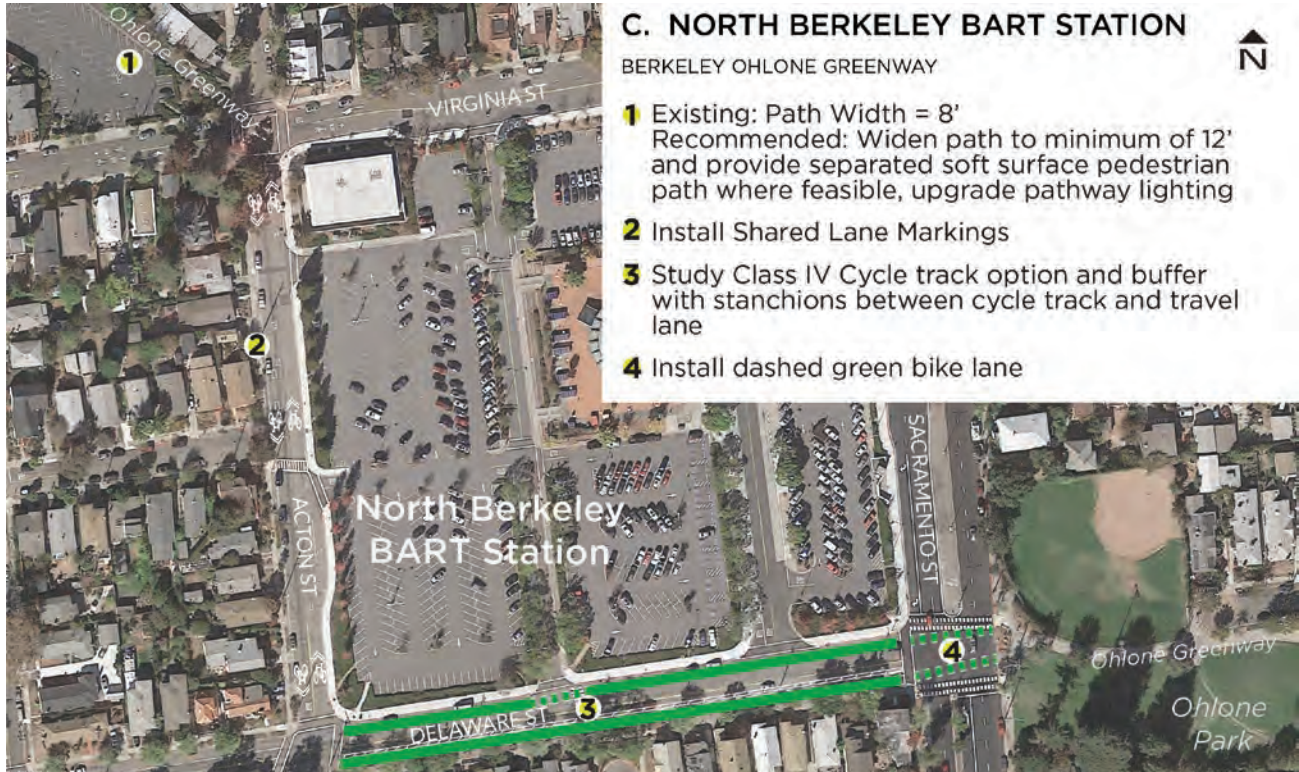 C. NORTH BERKELEY BART STATION
BERKELEY OHLONE GREENWAY
N
1 Existing: Path Width = 8'
Recommended: Widen path to minimum of 12'
and provide separated soft surface pedestrian
path where feasible, upgrade pathway lighting
2 Install Shared Lane Markings
3 Study Class IV Cycle track option and buffer
with stanchions between cycle track and travel
lane
4 Install dashed green bike lane
1
Ohlone Greenway
VIRGINIA ST
2
ACTON ST
North Berkeley
BART Station
SACRAMENTO ST
3
DELAWARE ST
4
Ohlone Greenway
Ohlone
Park